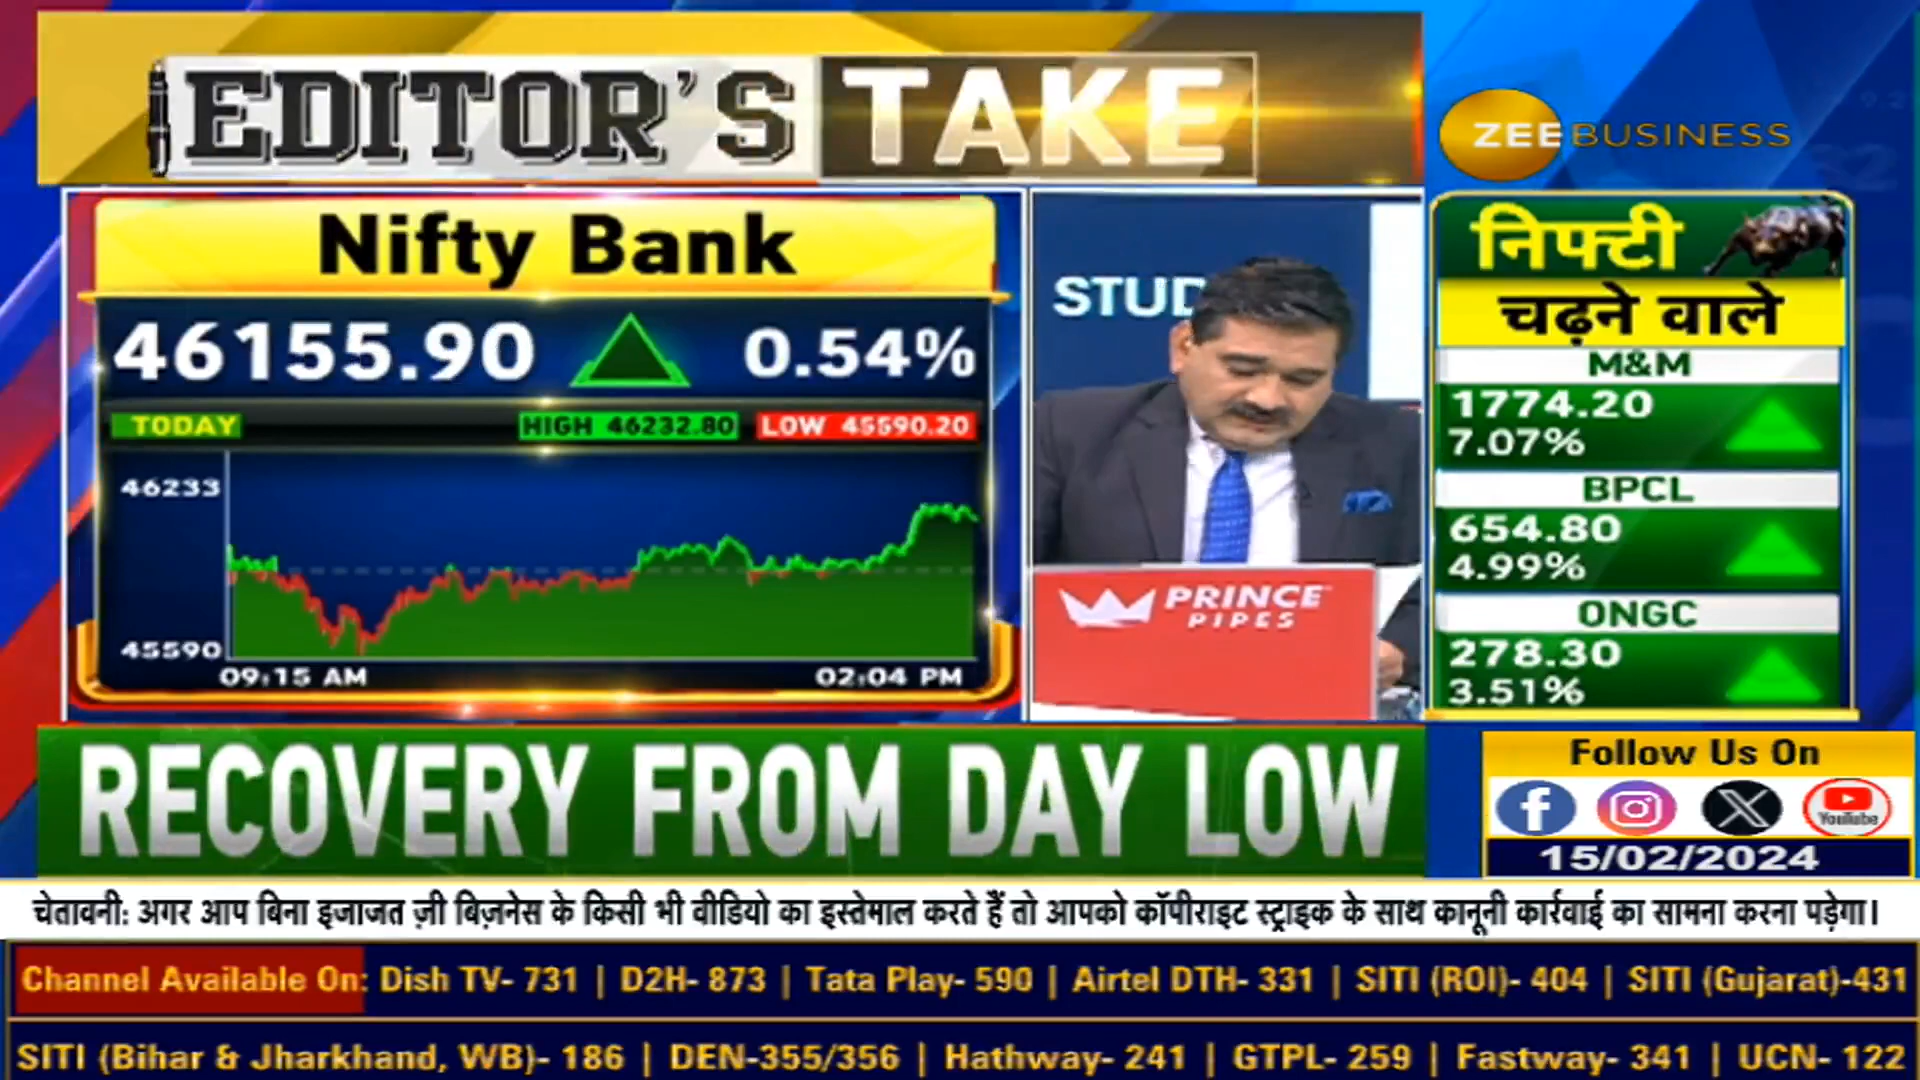 EDITOR'S TAKE
ZEE BUSINESS
Nifty Bank
46155.90 0.54%
TODAY HIGH 46232.80 LOW 45590.20
46233
45590
09:15 AM 02:04 PM
STUD
PRINCE
PIPES
निफ्टी
चढ़ने वाले
M&M
1774.20
7.07%
BPCL
654.80
4.99%
ONGC
278.30
3.51%
RECOVERY FROM DAY LOW
Follow Us On
YouTube
15/02/2024
चेतावनी: अगर आप बिना इजाजत ज़ी बिज़नेस के किसी भी वीडियो का इस्तेमाल करते हैं तो आपको कॉपीराइट स्ट्राइक के साथ कानूनी कार्रवाई का सामना करना पड़ेगा।
Channel Available On: Dish TV- 731 | D2H- 873 | Tata Play- 590 | Airtel DTH- 331 | SITI (ROI)- 404 | SITI (Gujarat)-431
SITI (Bihar & Jharkhand, WB)- 186 | DEN-355/356 | Hathway- 241 | GTPL- 259 | Fastway- 341 | UCN- 122